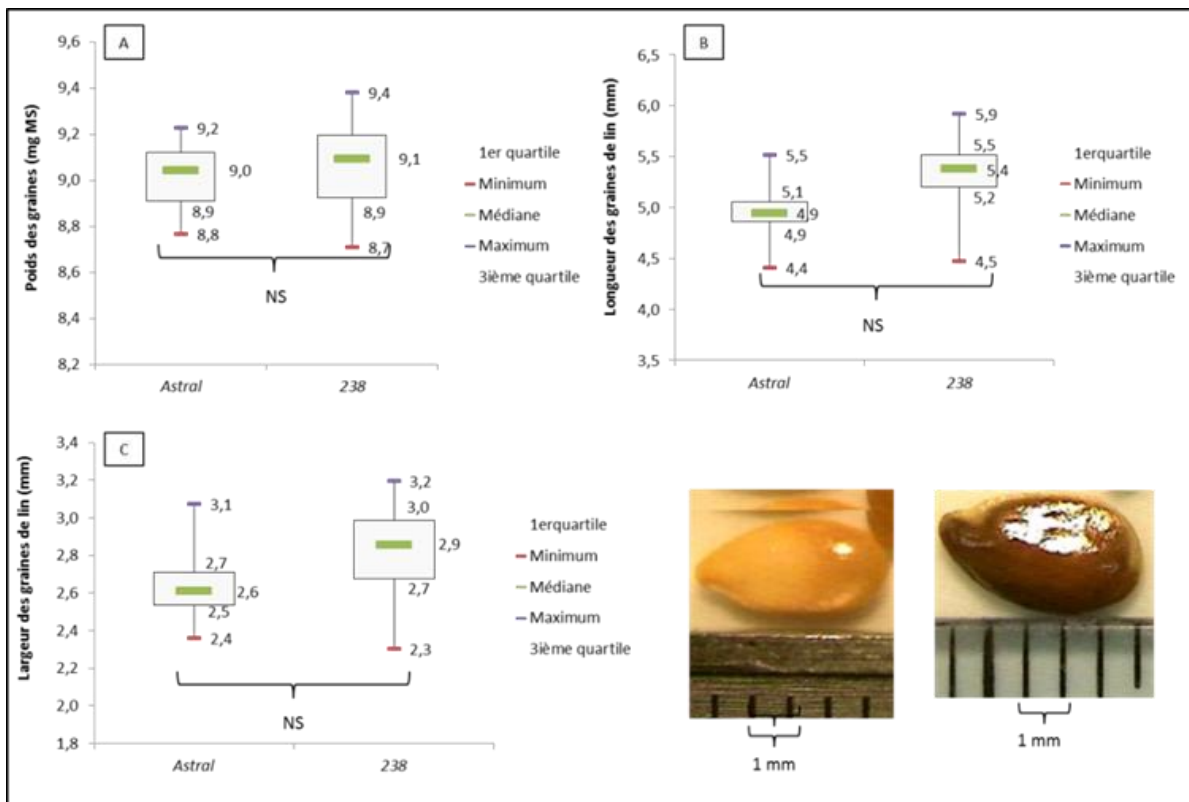 A
Poids des graines (mg MS)
9,6
9,4
9,2
9,0
8,8
8,6
8,4
8,2
9,2
9,0
8,9
8,8
9,4
9,1
8,9
8,7
NS
Astral 238
1er quartile
Minimum
Médiane
Maximum
3ième quartile
B
Longueur des graines de lin (mm)
6,5
6,0
5,5
5,0
4,5
4,0
3,5
5,5
5,1
4,9
4,9
4,4
5,9
5,5
5,4
5,2
4,5
NS
Astral 238
1erquartile
Minimum
Médiane
Maximum
3ième quartile
C
Largeur des graines de lin (mm)
3,4
3,2
3,0
2,8
2,6
2,4
2,2
2,0
1,8
3,1
2,7
2,6
2,5
2,4
3,2
3,0
2,9
2,7
2,3
NS
Astral 238
1erquartile
Minimum
Médiane
Maximum
3ième quartile
1 mm
1 mm